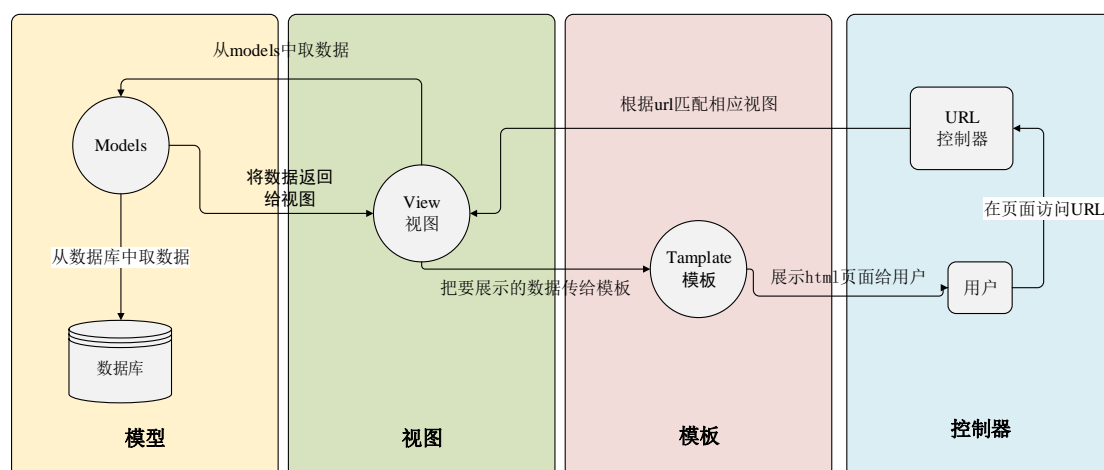 从models中取数据
根据url匹配相应视图
URL
控制器
Models
将数据返回
给视图
View
视图
在页面访问URL
从数据库中取数据
Tamplate
模板
展示html页面给用户
用户
把要展示的数据传给模板
数据库
模型
视图
模板
控制器